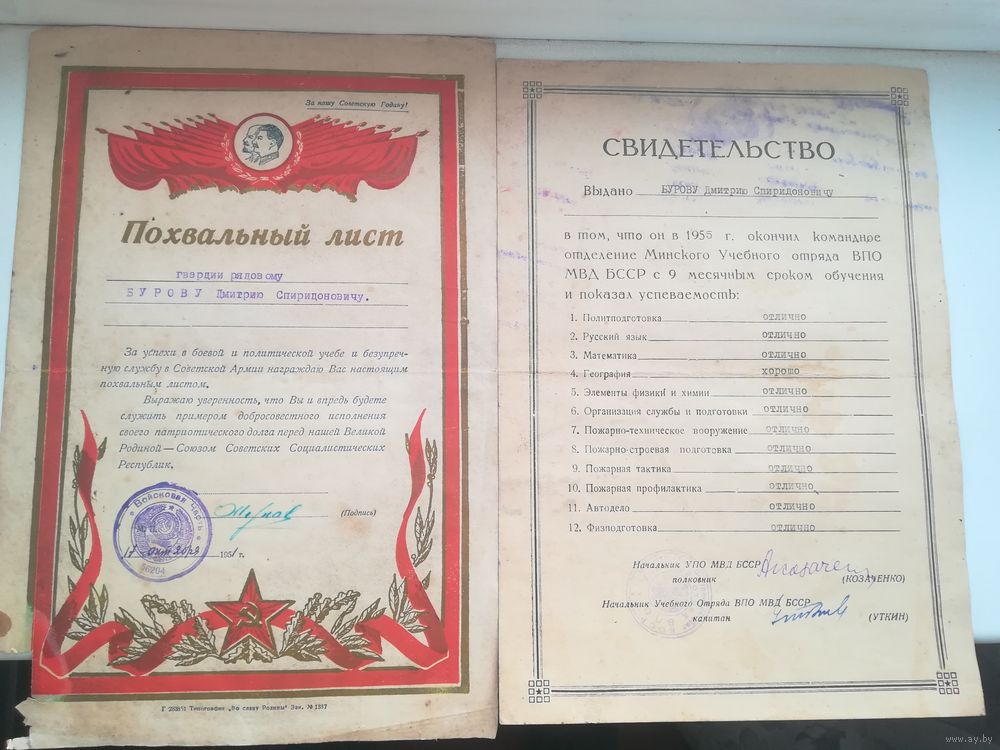 За нашу Советскую Родину!
Похвальный лист
гвардии рядовому
БУРОВУ Дмитрию Спиридоновичу.
За успехи в боевой и политической учебе и безупреч-
ную службу в Советской Армии награждаю Вас настоящим
похвальным листом.
Выражаю уверенность, что Вы и впредь будете
служить примером добросовестного исполнения
своего патриотического долга перед нашей Великой
Родиной—Союзом Советских Социалистических
Республик.
(Подпись)
Войсковая часть
56204
17 октября 1951 г.
Типография „Во славу Родины" Зак. № 1887
СВИДЕТЕЛЬСТВО
Выдано БУРОВУ Дмитрию Спиридоновичу
в том, что он в 1955 г. окончил командное
отделение Минского Учебного отряда ВПО
МВД БССР с 9 месячным сроком обучения
и показал успеваемость:
1. Политподготовка отлично
2. Русский язык отлично
3. Математика отлично
4. География хорошо
5. Элементы физики и химии отлично
6. Организация службы и подготовки отлично
7. Пожарно-техническое вооружение отлично
8. Пожарно-строевая подготовка отлично
9. Пожарная тактика отлично
10. Пожарная профилактика отлично
11. Автодело отлично
12. Физподготовка отлично
Начальник УПО МВД БССР
полковник (КОЗАЧЕНКО)
Начальник Учебного Отряда ВПО МВД БССР
капитан (УТКИН)
www.ay.by